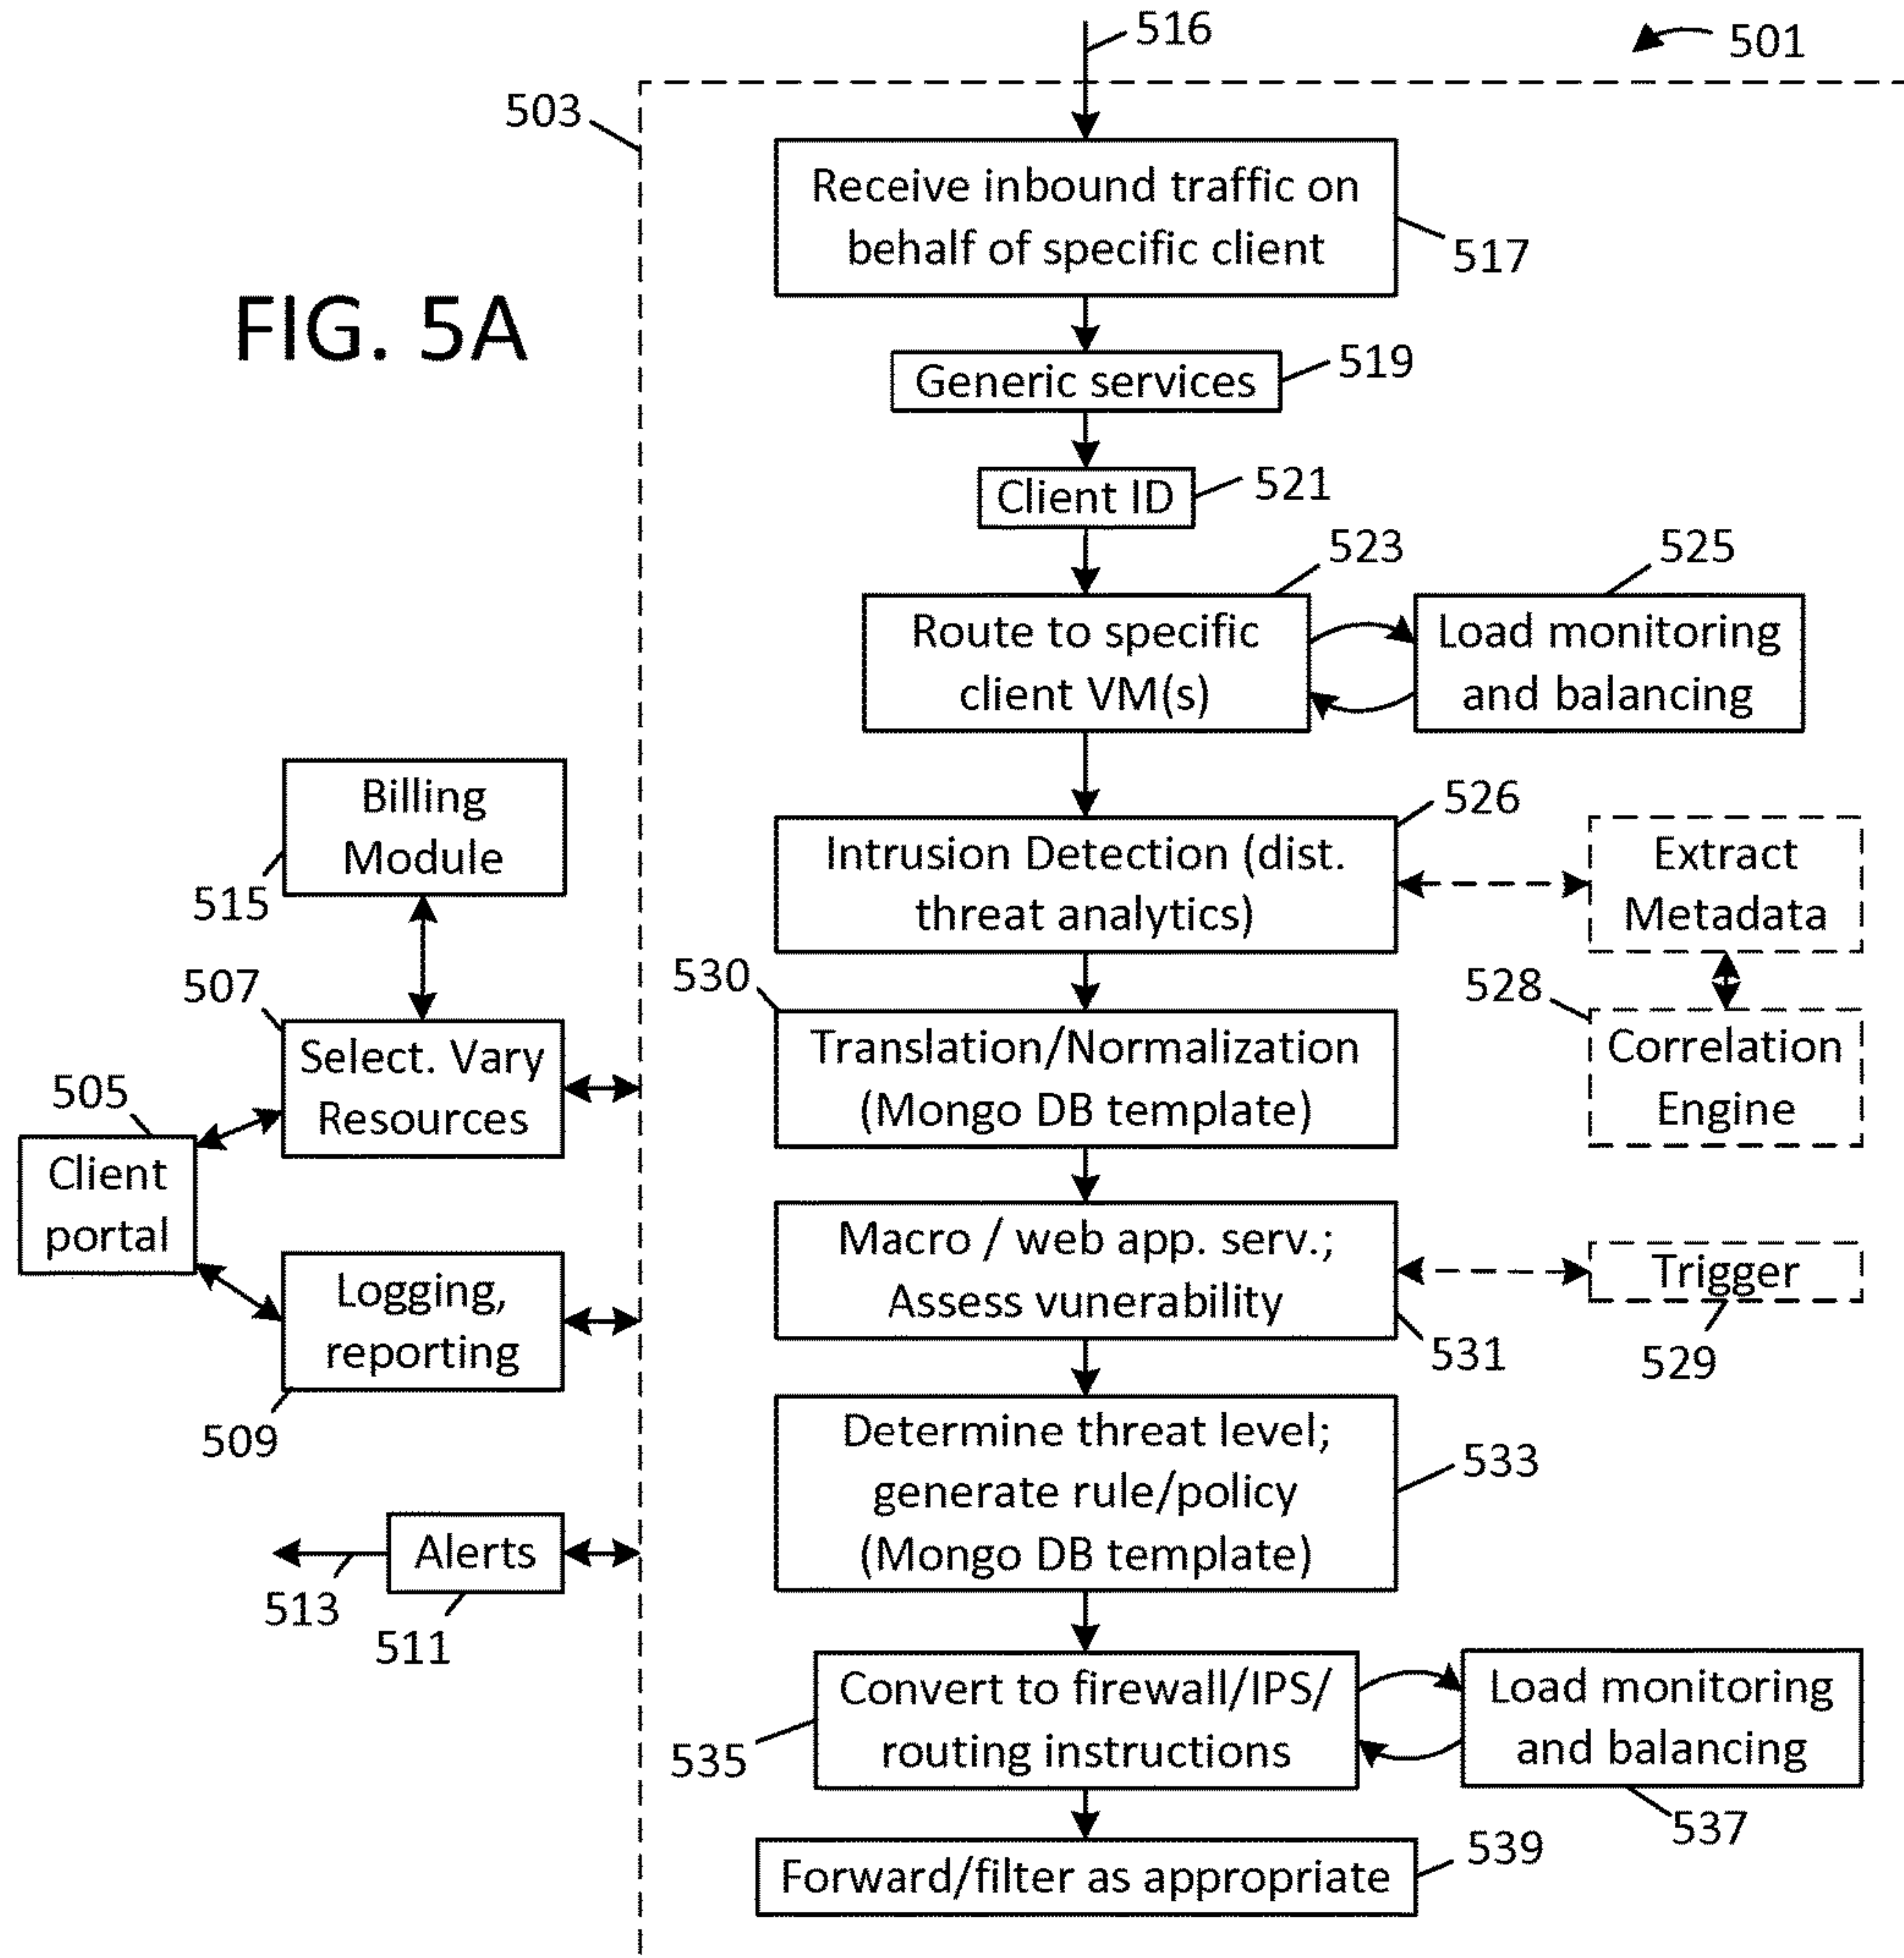 516
501
503
Receive inbound traffic on
behalf of specific client
517
FIG. 5A
519
Generic services
521
Client ID
523
525
Route to specific
client VM(s)
Load monitoring
and balancing
526
Billing
Module
515
Intrusion Detection (dist.
threat analytics)
Extract
Metadata
530
507
528
Select. Vary
Resources
Translation/Normalization
(Mongo DB template)
Correlation
Engine
505
Client
portal
Macro / web app. serv.;
Assess vunerability
531
Trigger
529
Logging,
reporting
509
Determine threat level;
generate rule/policy
(Mongo DB template)
533
Alerts
513
511
Convert to firewall/IPS/
routing instructions
535
Load monitoring
and balancing
537
539
Forward/filter as appropriate